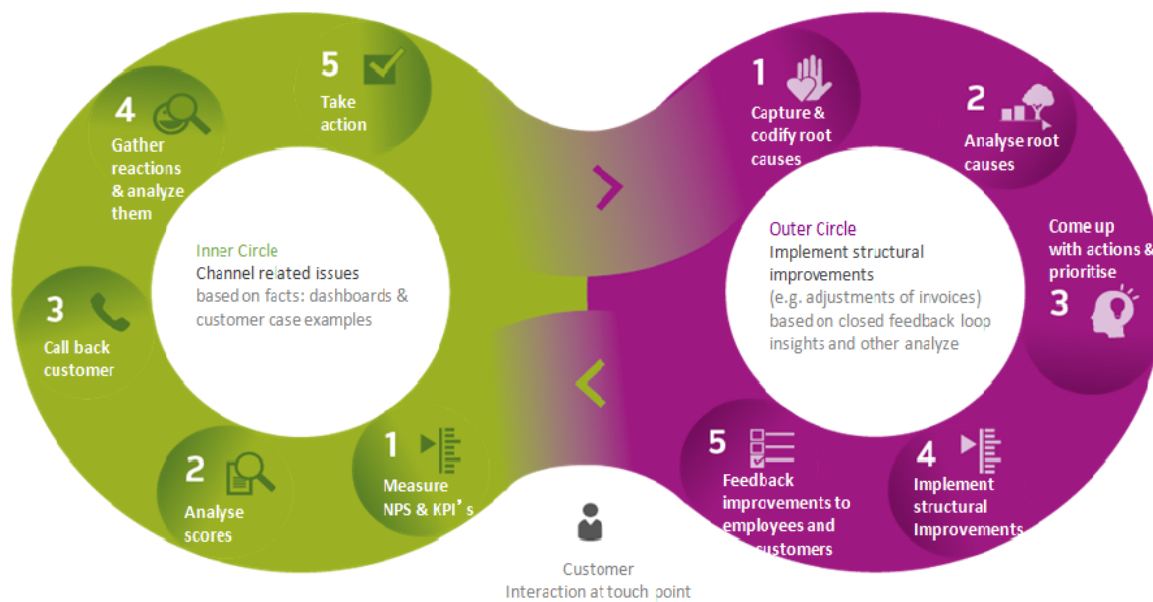 5
Take
action
4
Gather
reactions
& analyze
them
3
Call back
customer
2
Analyse
scores
1
Measure
NPS & KPI's
Inner Circle
Channel related issues
based on facts: dashboards &
customer case examples
1
Capture &
codify root
causes
2
Analyse root
causes
Come up
with actions &
prioritise
3
4
Implement
structural
Improvements
5
Feedback
improvements to
employees and
customers
Outer Circle
Implement structural
improvements
(e.g. adjustments of invoices)
based on closed feedback loop
insights and other analyze
Customer
Interaction at touch point